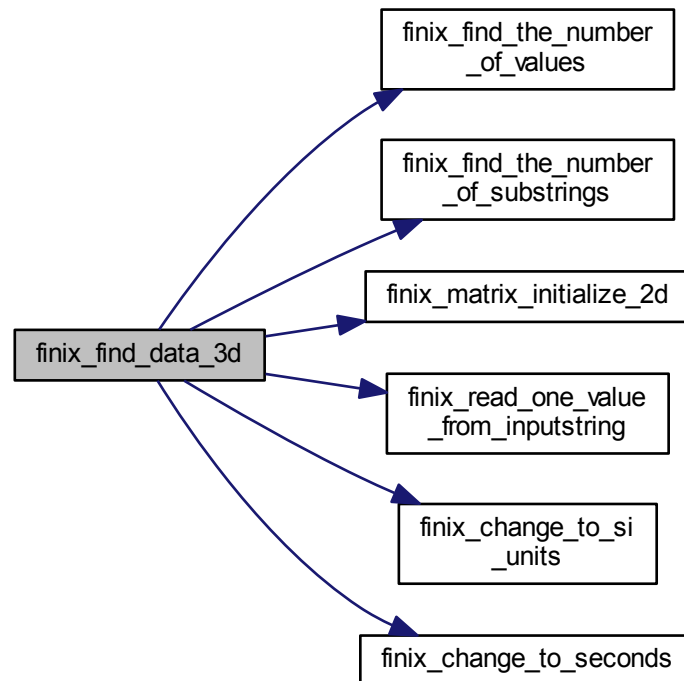 finix_find_the_number
_of_values
finix_find_the_number
_of_substrings
finix_matrix_initialize_2d
finix_find_data_3d
finix_read_one_value
_from_inputstring
finix_change_to_si
_units
finix_change_to_seconds